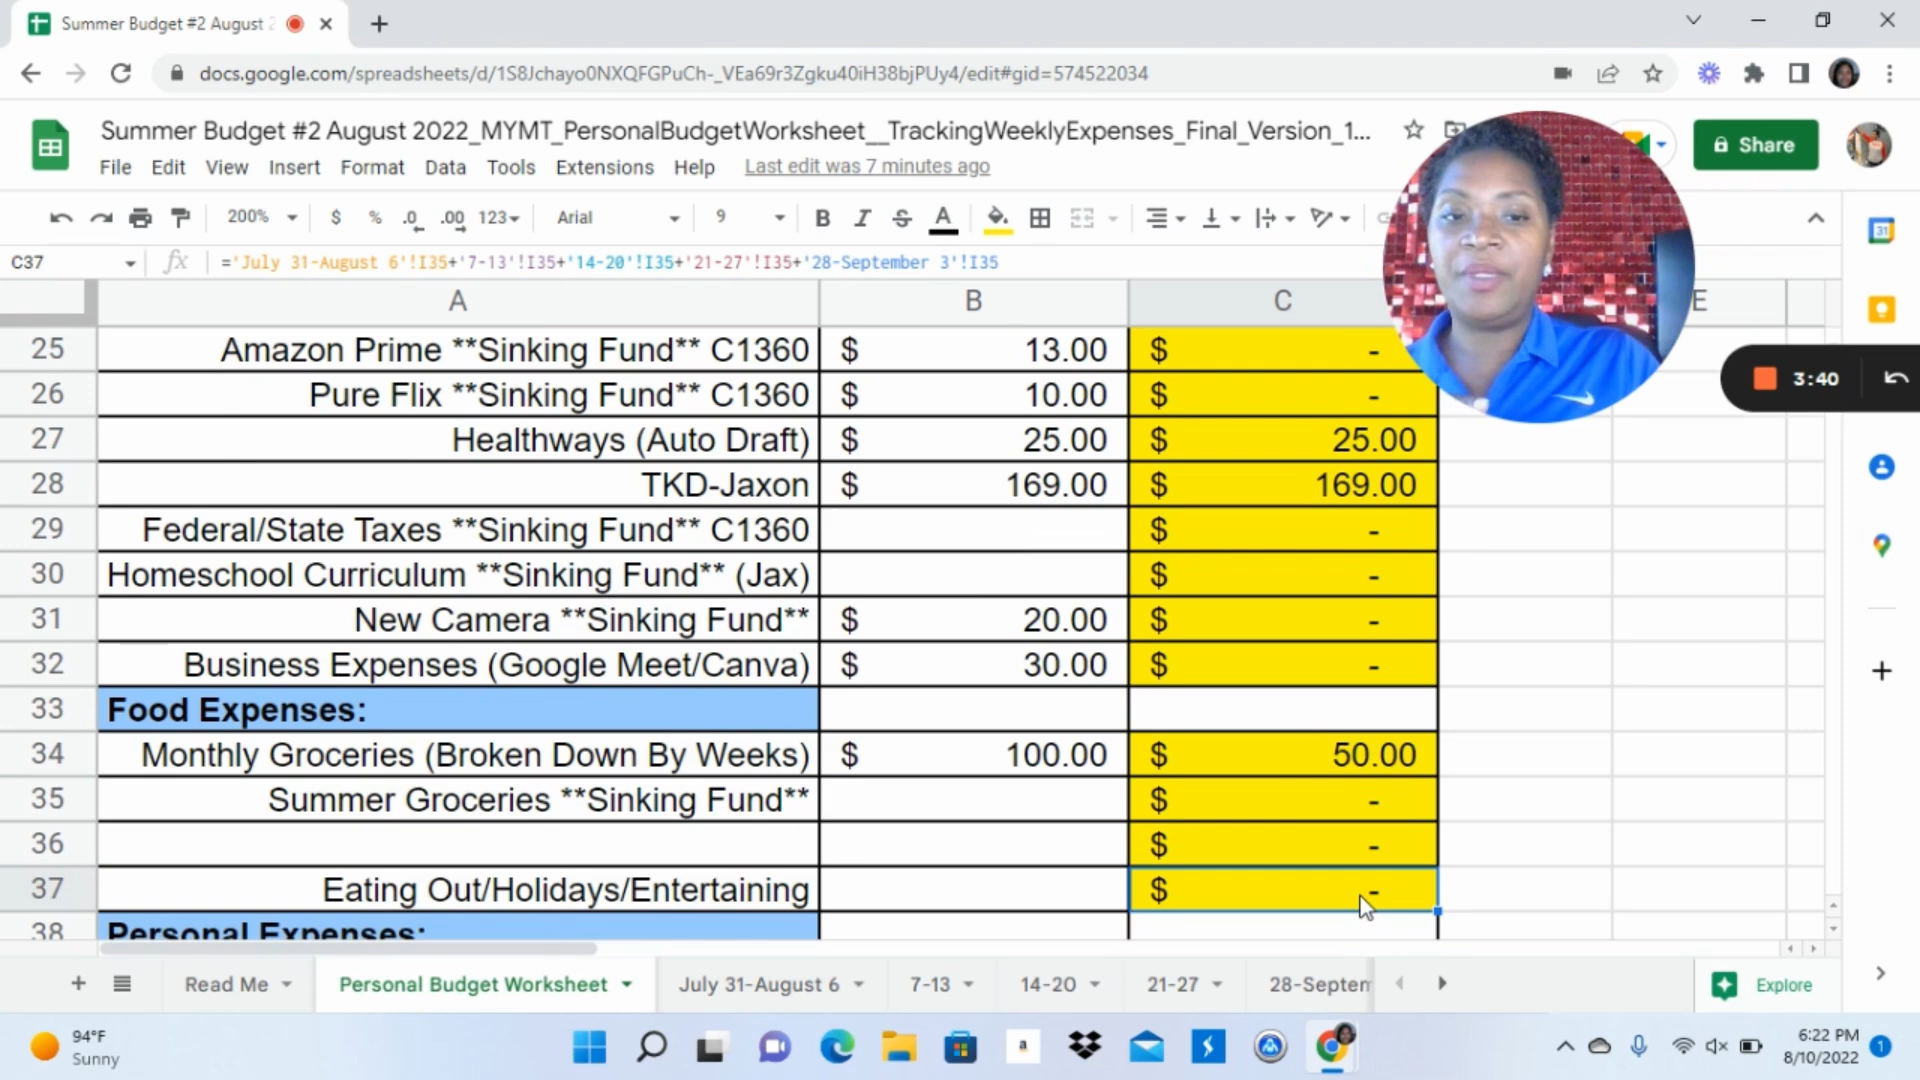 Summer Budget #2 August 2
docs.google.com/spreadsheets/d/1S8Jchayo0NXQFGPuCh-_VEa69r3Zgku40iH38bjPUy4/edit#gid=574522034
Summer Budget #2 August 2022_MYMT_PersonalBudgetWorksheet__TrackingWeeklyExpenses_Final_Version_1...
Share
File Edit View Insert Format Data Tools Extensions Help Last edit was 7 minutes ago
200% $ % .0 .00 123 Arial 9 B I S A
31
C37 fx ='July 31-August 6'!I35+'7-13'!I35+'14-20'!I35+'21-27'!I35+'28-September 3'!I35
A B C E
25 Amazon Prime **Sinking Fund** C1360 $ 13.00 $ -
3:40
26 Pure Flix **Sinking Fund** C1360 $ 10.00 $ -
27 Healthways (Auto Draft) $ 25.00 $ 25.00
28 TKD-Jaxon $ 169.00 $ 169.00
29 Federal/State Taxes **Sinking Fund** C1360 $ -
30 Homeschool Curriculum **Sinking Fund** (Jax) $ -
31 New Camera **Sinking Fund** $ 20.00 $ -
32 Business Expenses (Google Meet/Canva) $ 30.00 $ -
33 Food Expenses:
34 Monthly Groceries (Broken Down By Weeks) $ 100.00 $ 50.00
35 Summer Groceries **Sinking Fund** $ -
36 $ -
37 Eating Out/Holidays/Entertaining $ -
38 Personal Expenses:
Read Me Personal Budget Worksheet July 31-August 6 7-13 14-20 21-27 28-Septem Explore
94°F
Sunny
a
6:22 PM
8/10/2022
1